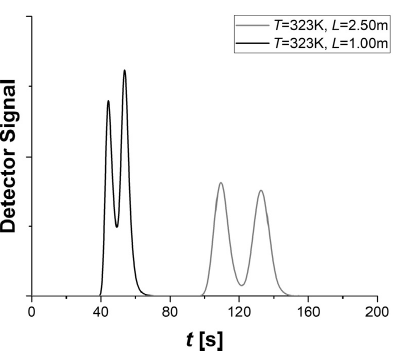 T=323K, L=2.50m
T=323K, L=1.00m
Detector Signal
0 40 80 120 160 200
t [s]